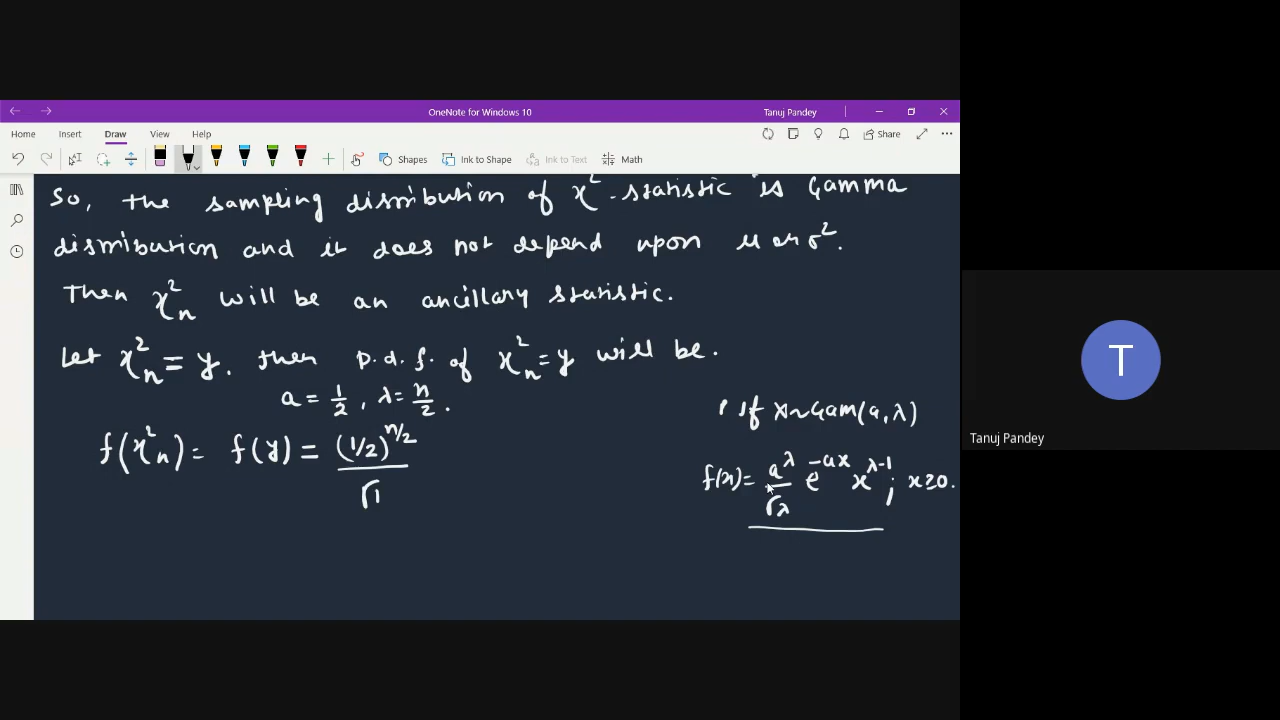 OneNote for Windows 10
Tanuj Pandey
Home Insert Draw View Help
Share
Shapes Ink to Shape Ink to Text Math
So, the sampling distribution of χ² - statistic is Gamma
distribution and it does not depend upon μ or σ².
Then χ²ₙ will be an ancillary statistic.
Let χ²ₙ = y. then p.d.f. of χ²ₙ = y will be.
a = 1/2, λ = n/2.
If X~Gam(a,λ)
f(χ²ₙ) = f(y) = (1/2)^(n/2) / Γ1
f(x) = a^λ/Γλ e^(-ax) x^(λ-1); x≥0.
T
Tanuj Pandey